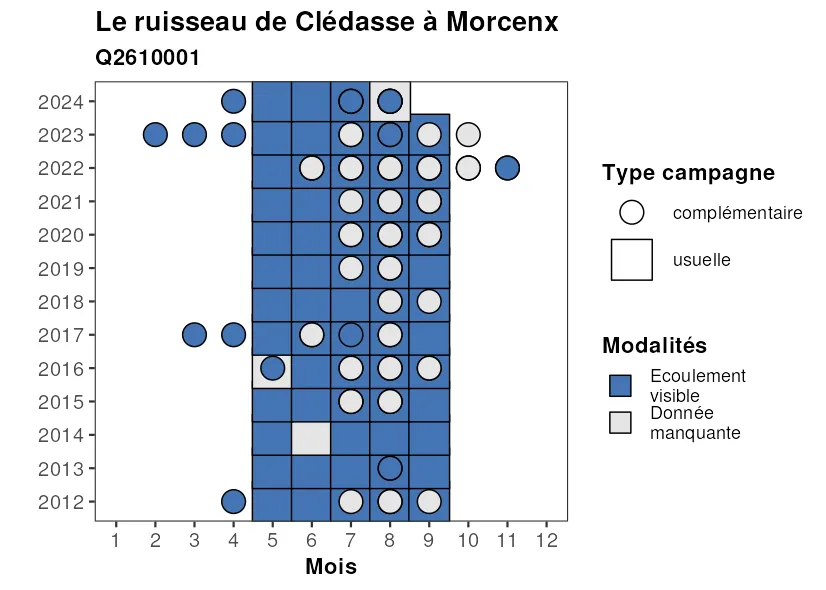 Le ruisseau de Clédasse à Morcenx
Q2610001
2024
2023
2022
2021
2020
2019
2018
2017
2016
2015
2014
2013
2012
1 2 3 4 5 6 7 8 9 10 11 12
Mois
Type campagne
complémentaire
usuelle
Modalités
Ecoulement
visible
Donnée
manquante